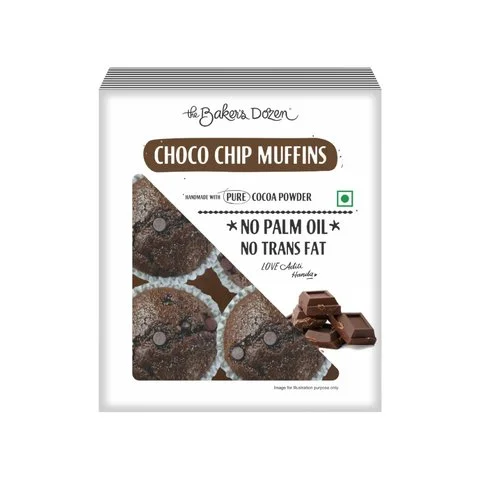 the Baker's Dozen
CHOCO CHIP MUFFINS
HANDMADE WITH PURE COCOA POWDER
*NO PALM OIL*
NO TRANS FAT
LOVE Aditi
Handa
Image for illustration purpose only.